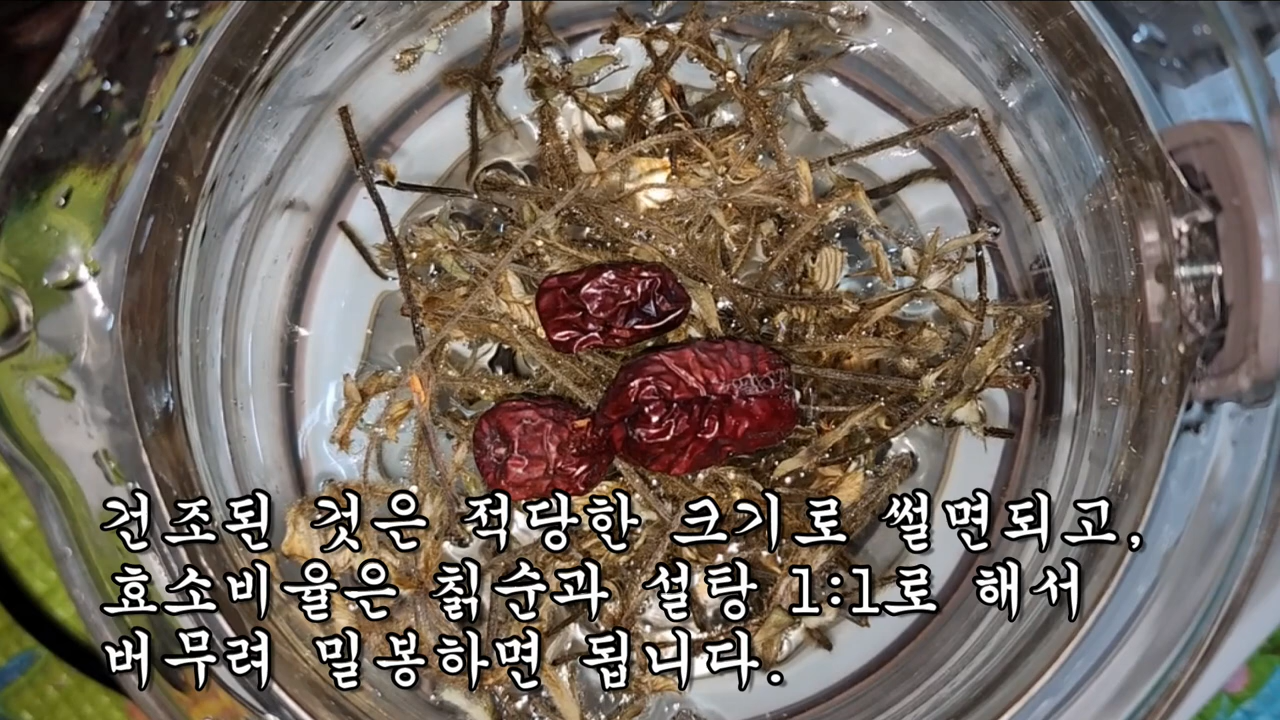 건조된 것은 적당한 크기로 썰면되고,
효소비율은 칡순과 설탕 1:1로 해서
버무려 밀봉하면 됩니다.